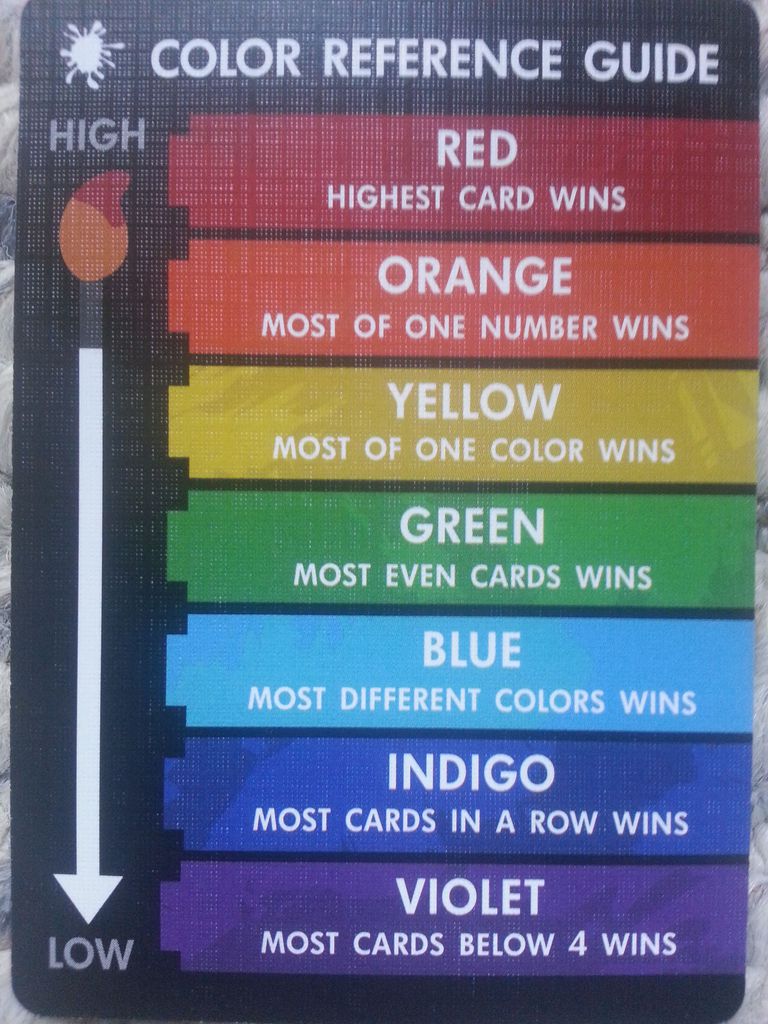 COLOR REFERENCE GUIDE
HIGH
RED
HIGHEST CARD WINS
ORANGE
MOST OF ONE NUMBER WINS
YELLOW
MOST OF ONE COLOR WINS
GREEN
MOST EVEN CARDS WINS
BLUE
MOST DIFFERENT COLORS WINS
INDIGO
MOST CARDS IN A ROW WINS
VIOLET
MOST CARDS BELOW 4 WINS
LOW